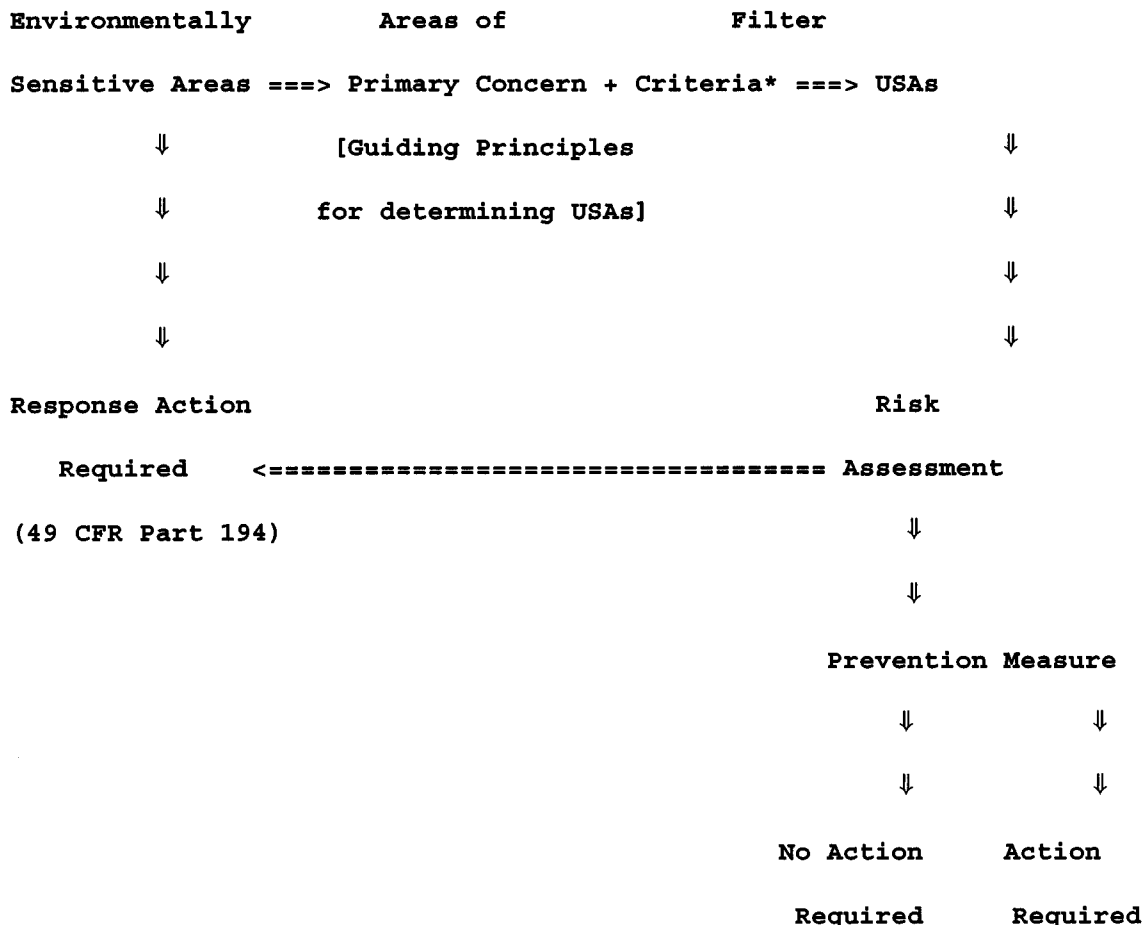 Environmentally Areas of Filter
Sensitive Areas ===> Primary Concern + Criteria* ===> USAs
⇓ [Guiding Principles ⇓
⇓ for determining USAs] ⇓
⇓ ⇓
⇓ ⇓
Response Action Risk
Required <=================================== Assessment
(49 CFR Part 194) ⇓
⇓
Prevention Measure
⇓ ⇓
⇓ ⇓
No Action Action
Required Required